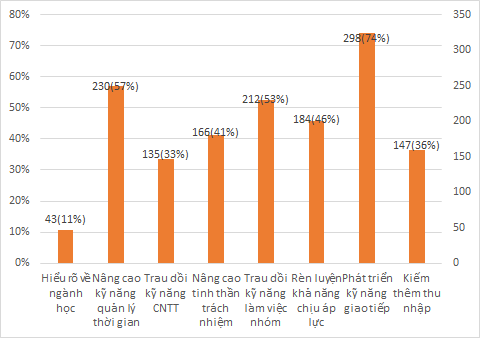 80%
70%
60%
50%
40%
30%
20%
10%
0%
350
300
250
200
150
100
50
0
43(11%)
230(57%)
135(33%)
166(41%)
212(53%)
184(46%)
298(74%)
147(36%)
Hiểu rõ về
ngành
học
Nâng cao
kỹ năng
quản lý
thời gian
Trau dồi
kỹ năng
CNTT
Nâng cao
tinh thần
trách
nhiệm
Trau dồi
kỹ năng
làm việc
nhóm
Rèn luyện
khả năng
chịu áp
lực
Phát triển
kỹ năng
giao tiếp
Kiếm
thêm thu
nhập